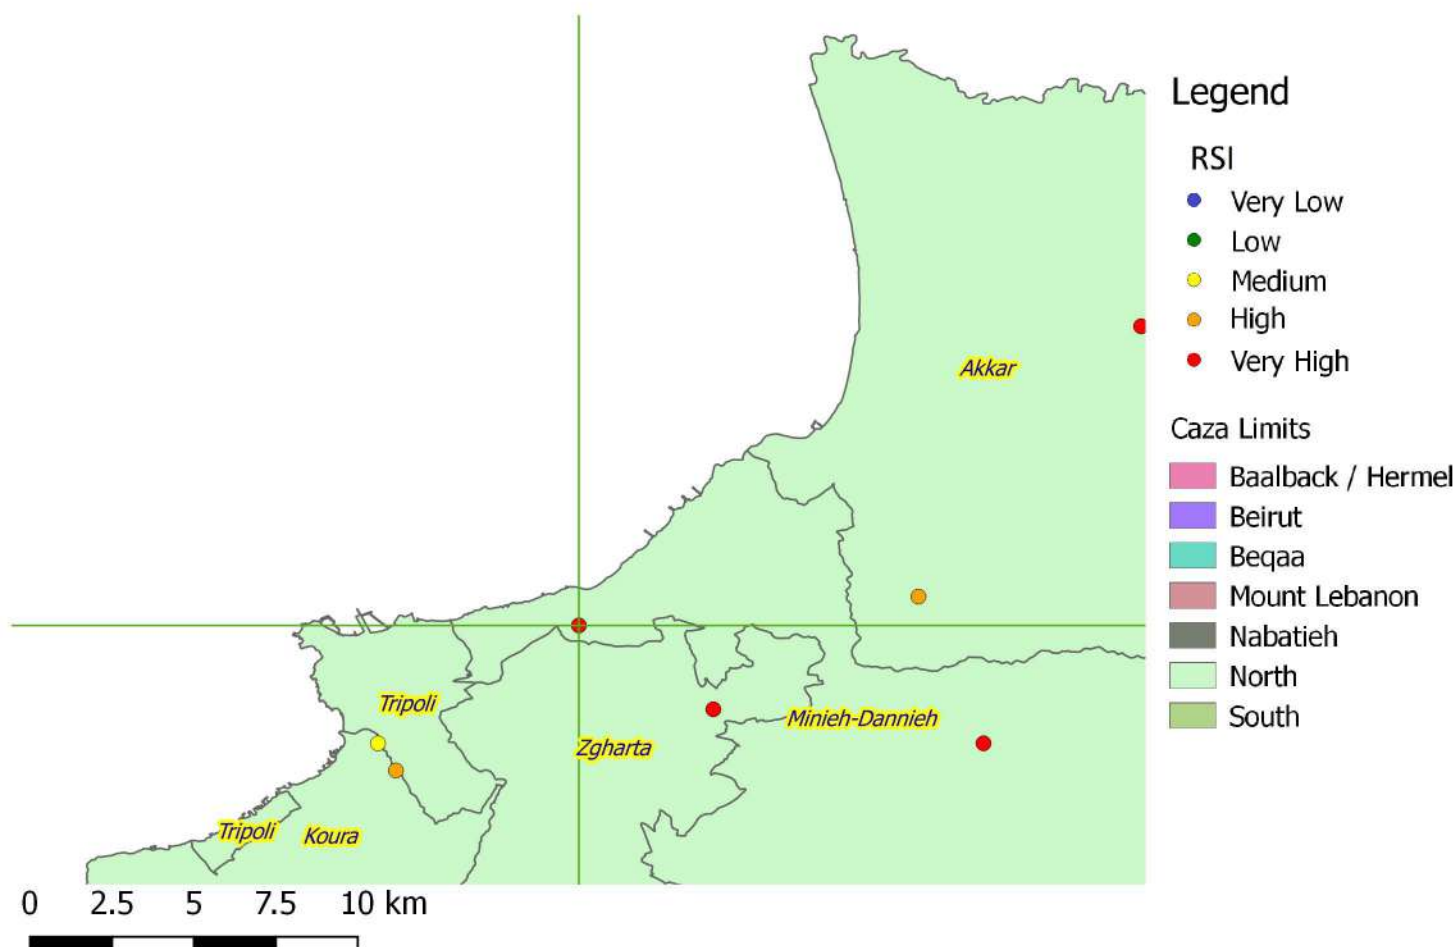 Legend
RSI
Very Low
Low
Medium
High
Very High
Caza Limits
Baalback / Hermel
Beirut
Beqaa
Mount Lebanon
Nabatieh
North
South
Akkar
Tripoli
Minieh-Dannieh
Zgharta
Tripoli
Koura
0 2.5 5 7.5 10 km